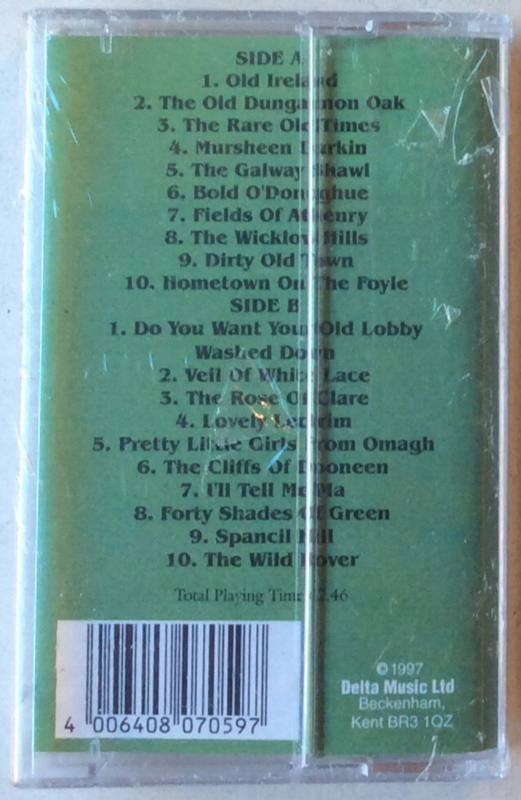 SIDE A
1. Old Ireland
2. The Old Dungannon Oak
3. The Rare Old Times
4. Mursheen Durkin
5. The Galway Shawl
6. Bold O'Donoghue
7. Fields Of Athenry
8. The Wicklow Hills
9. Dirty Old Town
10. Hometown On The Foyle
SIDE B
1. Do You Want Your Old Lobby
Washed Down
2. Veil Of White Lace
3. The Rose Of Clare
4. Lovely Leitrim
5. Pretty Little Girls From Omagh
6. The Cliffs Of Dooneen
7. I'll Tell Me Ma
8. Forty Shades Of Green
9. Spancil Hill
10. The Wild Rover
Total Playing Time
4 006408 070597
© 1997
Delta Music Ltd
Beckenham,
Kent BR3 1QZ